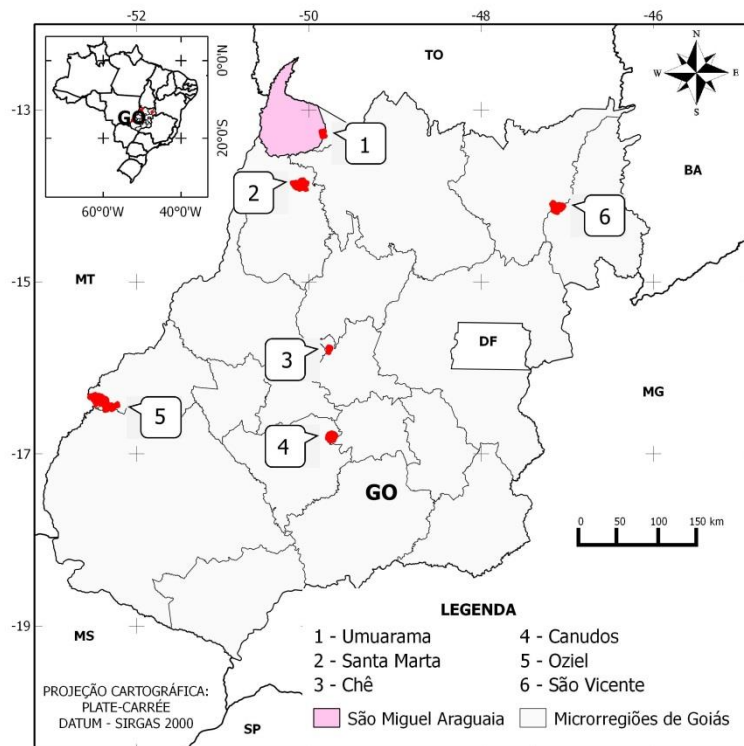 -52
-50
-48
-46
TO
N
W
E
S
0°0'N
GO
20°0'S
60°0'W
40°0'W
-13
1
2
6
BA
MT
-15
3
DF
MG
5
4
-17
GO
0 50 100 150 km
-19
MS
SP
LEGENDA
1 - Umuarama
4 - Canudos
2 - Santa Marta
5 - Oziel
3 - Chê
6 - São Vicente
São Miguel Araguaia
Microrregiões de Goiás
PROJEÇÃO CARTOGRÁFICA:
PLATE-CARRÉE
DATUM - SIRGAS 2000